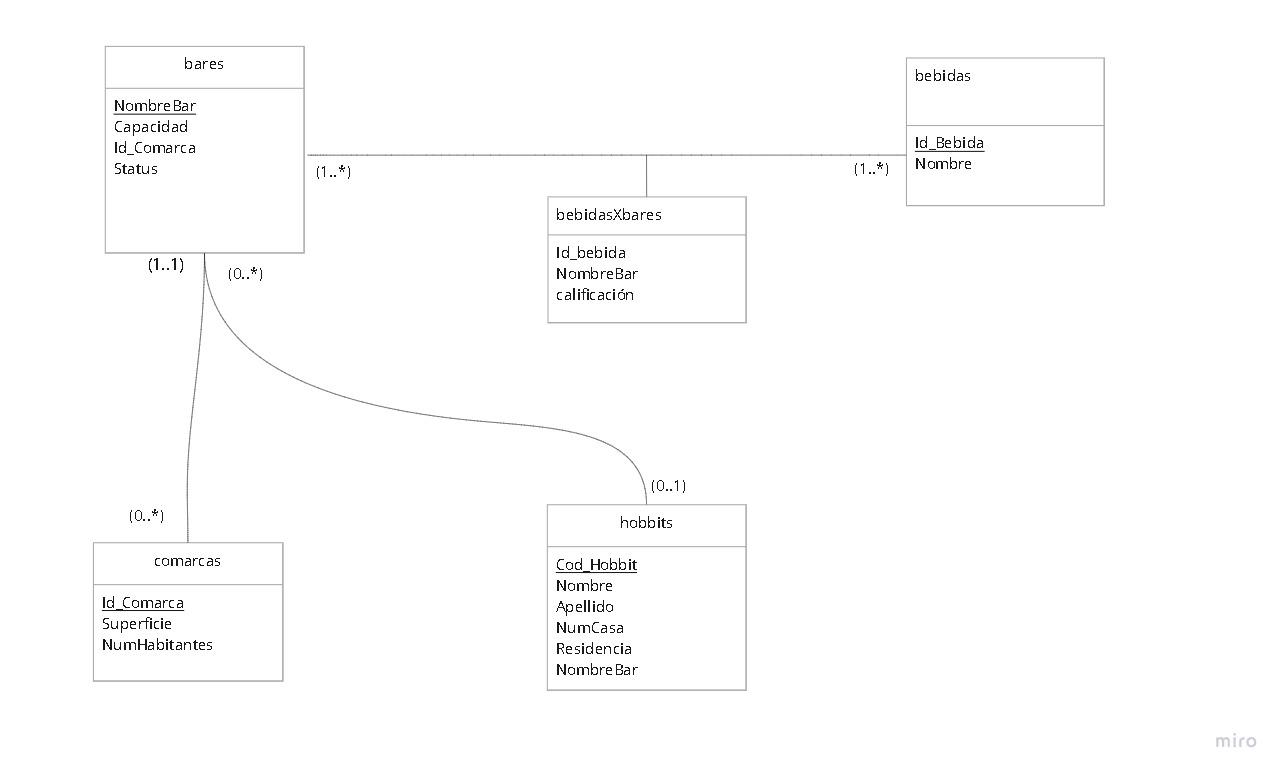 bares
NombreBar
Capacidad
Id_Comarca
Status
(1..*)
(1..*)
bebidas
Id_Bebida
Nombre
bebidasXbares
Id_bebida
NombreBar
calificación
(1..1)
(0..*)
(0..*)
(0..1)
comarcas
Id_Comarca
Superficie
NumHabitantes
hobbits
Cod_Hobbit
Nombre
Apellido
NumCasa
Residencia
NombreBar
miro